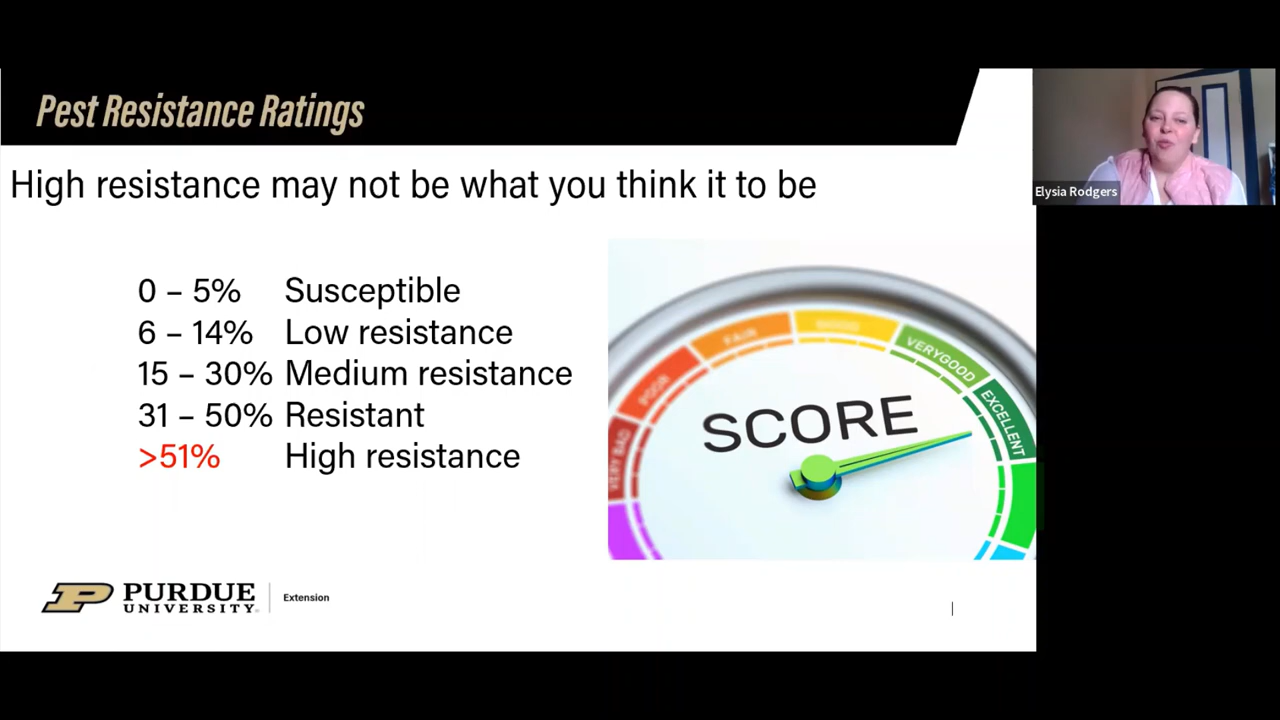 Pest Resistance Ratings
Elysia Rodgers
High resistance may not be what you think it to be
0 – 5% Susceptible
6 – 14% Low resistance
15 – 30% Medium resistance
31 – 50% Resistant
>51% High resistance
VERY BAD
POOR
FAIR
GOOD
VERYGOOD
EXCELLENT
SCORE
PURDUE
UNIVERSITY
Extension